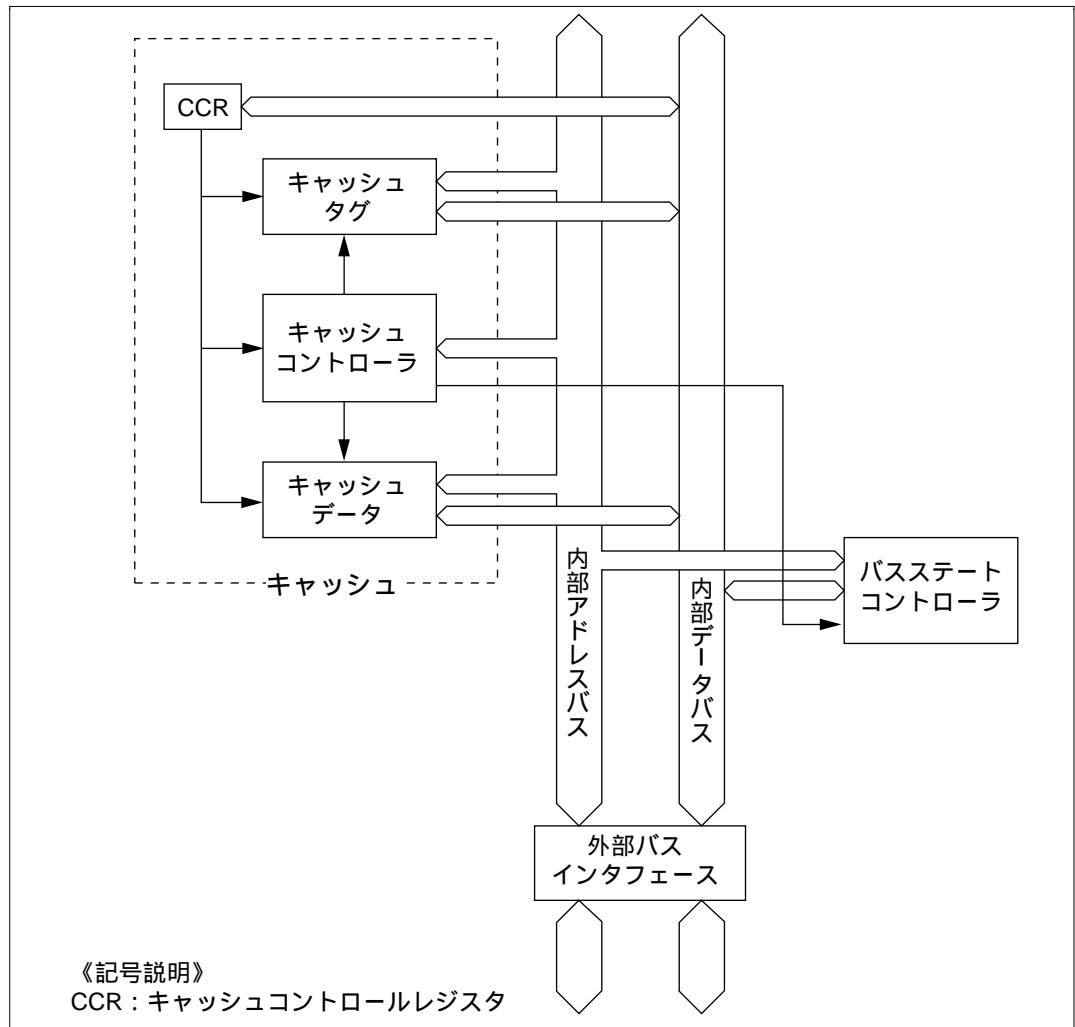 CCR
キャッシュ
タグ
キャッシュ
コントローラ
キャッシュ
データ
キャッシュ
内部アドレスバス
内部データバス
バスステート
コントローラ
外部バス
インタフェース
《記号説明》
CCR：キャッシュコントロールレジスタ